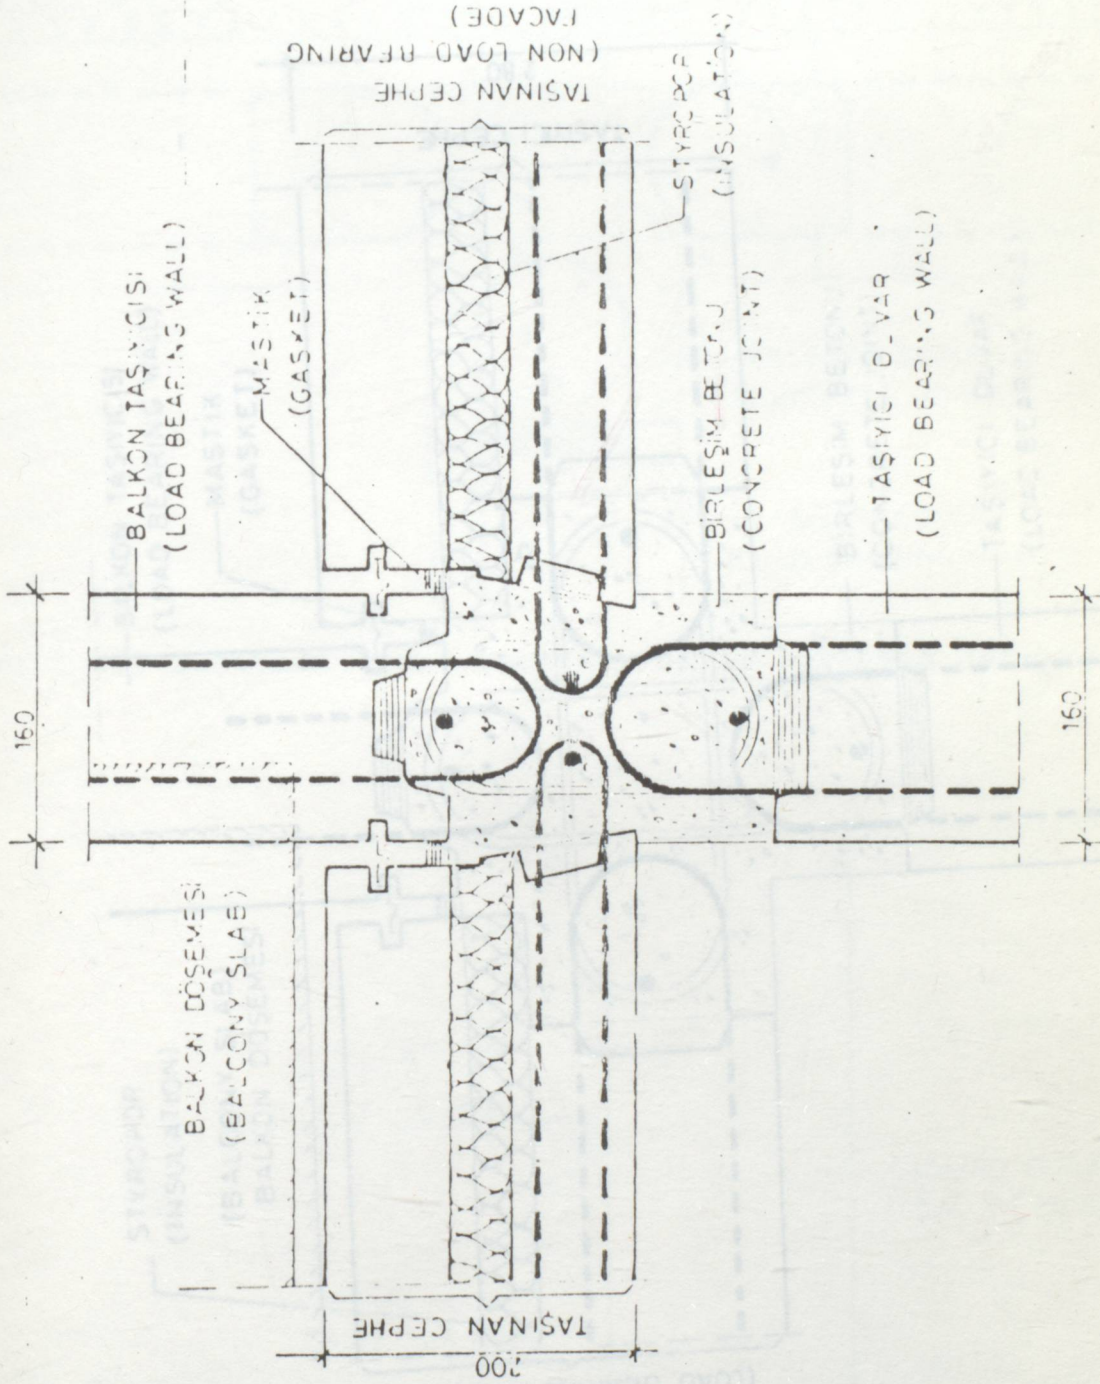 160
BALKON TAŞIYICISI
(LOAD BEARING WALL)
MASTİK
(GASKET)
TAŞINAN CEPHE
(NON LOAD BEARING
FACADE)
STYROPOR
(INSULATION)
BİRLEŞİM BETONU
(CONCRETE JOINT)
TAŞIYICI DUVAR
(LOAD BEARING WALL)
160
BALKON DÖŞEMESİ
(BALCONY SLAB)
TAŞINAN CEPHE
200